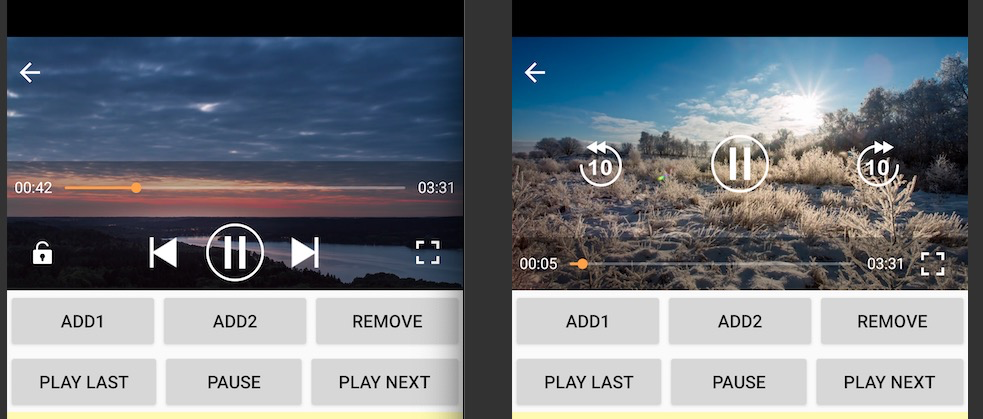 00:42 03:31
ADD1 ADD2 REMOVE
PLAY LAST PAUSE PLAY NEXT
10 10
00:05 03:31
ADD1 ADD2 REMOVE
PLAY LAST PAUSE PLAY NEXT